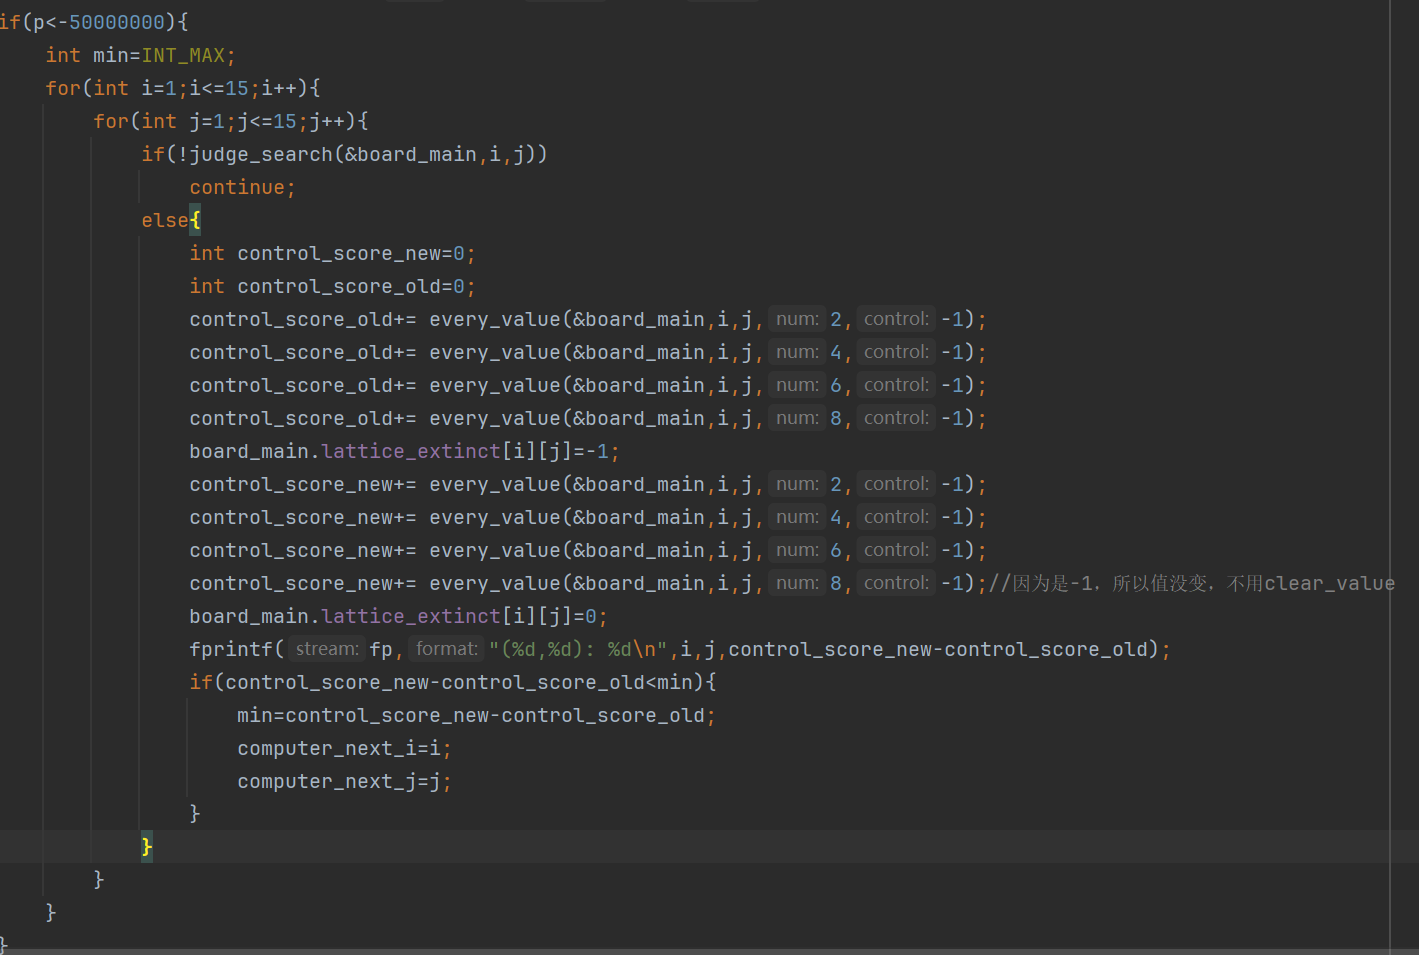 if(p<-50000000){
int min=INT_MAX;
for(int i=1;i<=15;i++){
for(int j=1;j<=15;j++){
if(!judge_search(&board_main,i,j))
continue;
else{
int control_score_new=0;
int control_score_old=0;
control_score_old+= every_value(&board_main,i,j, num: 2, control: -1);
control_score_old+= every_value(&board_main,i,j, num: 4, control: -1);
control_score_old+= every_value(&board_main,i,j, num: 6, control: -1);
control_score_old+= every_value(&board_main,i,j, num: 8, control: -1);
board_main.lattice_extinct[i][j]=-1;
control_score_new+= every_value(&board_main,i,j, num: 2, control: -1);
control_score_new+= every_value(&board_main,i,j, num: 4, control: -1);
control_score_new+= every_value(&board_main,i,j, num: 6, control: -1);
control_score_new+= every_value(&board_main,i,j, num: 8, control: -1);//因为是-1，所以值没变，不用clear_value
board_main.lattice_extinct[i][j]=0;
fprintf( stream: fp, format: "(%d,%d): %d\n",i,j,control_score_new-control_score_old);
if(control_score_new-control_score_old<min){
min=control_score_new-control_score_old;
computer_next_i=i;
computer_next_j=j;
}
}
}
}
}